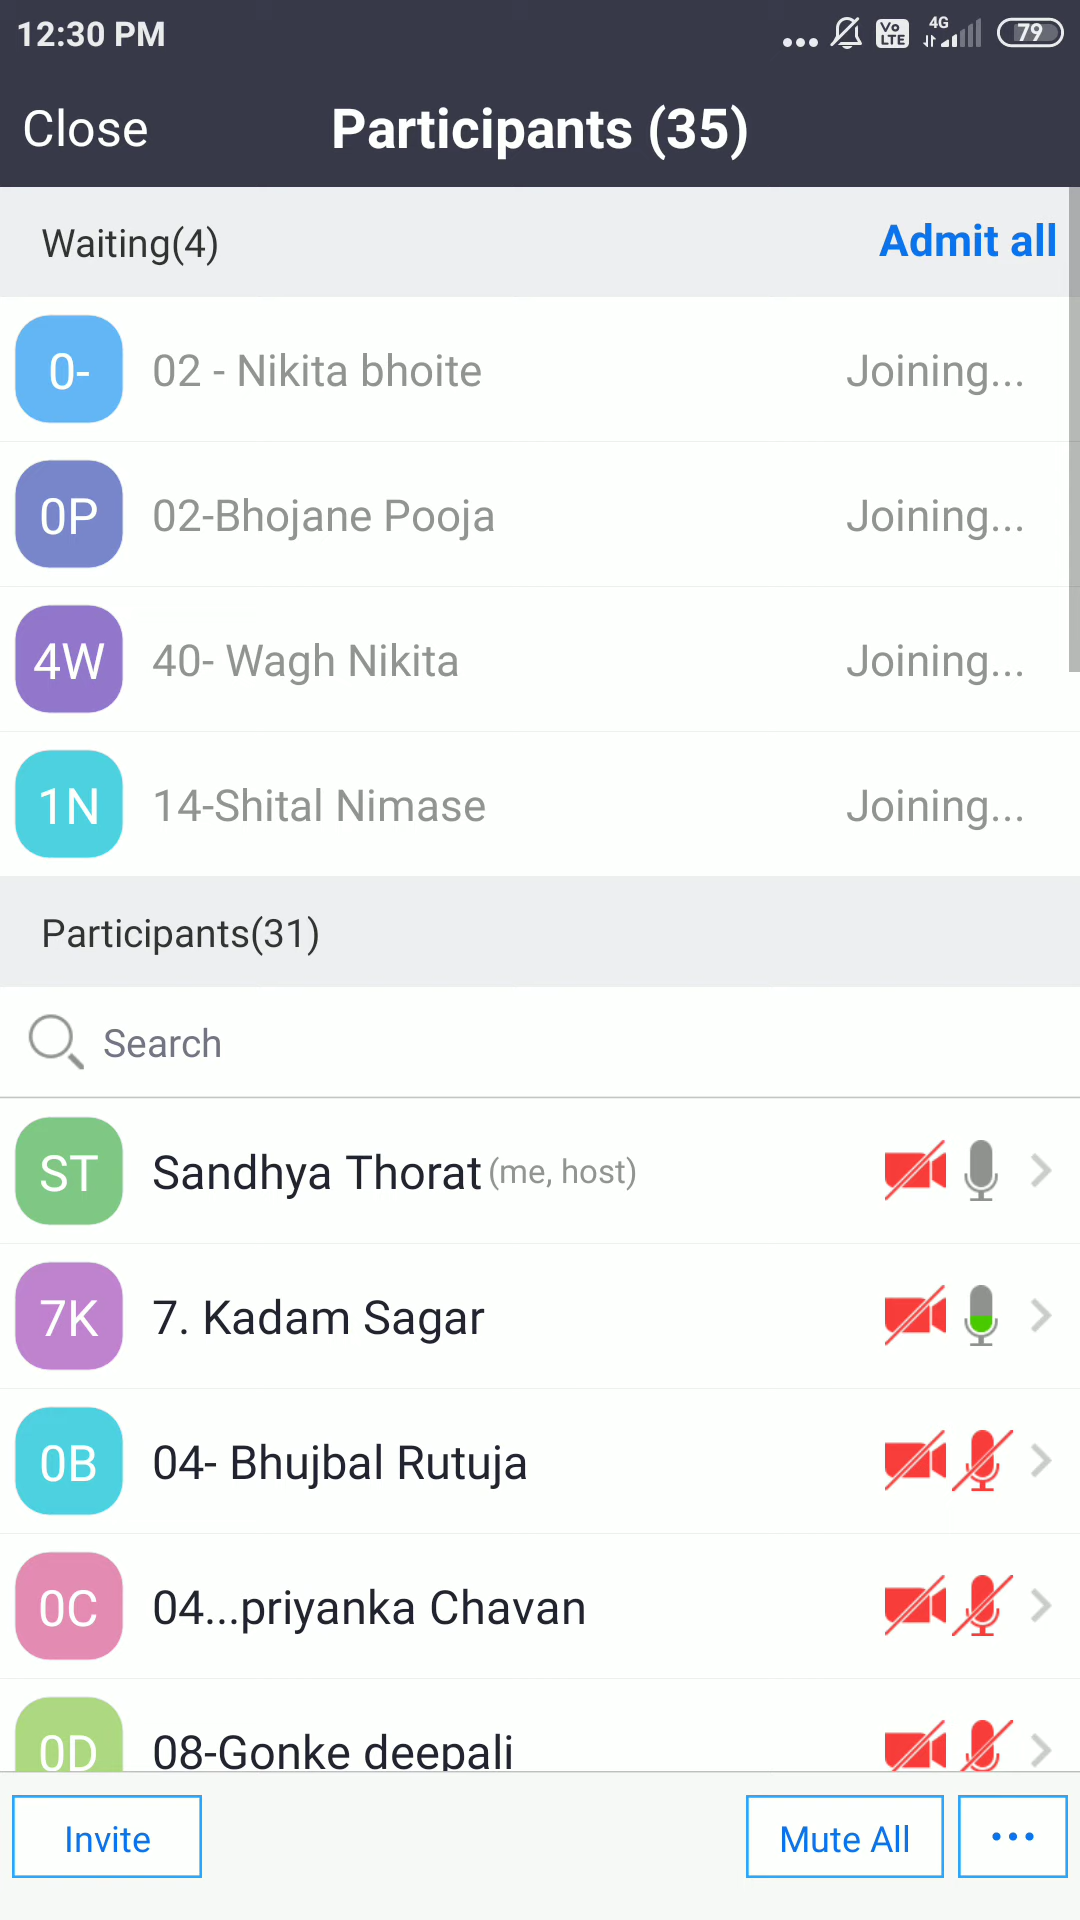 12:30 PM ... Vo LTE 4G 79
Close Participants (35)
Waiting(4) Admit all
0- 02 - Nikita bhoite Joining...
0P 02-Bhojane Pooja Joining...
4W 40- Wagh Nikita Joining...
1N 14-Shital Nimase Joining...
Participants(31)
Search
ST Sandhya Thorat (me, host)
7K 7. Kadam Sagar
0B 04- Bhujbal Rutuja
0C 04...priyanka Chavan
0D 08-Gonke deepali
Invite Mute All ...